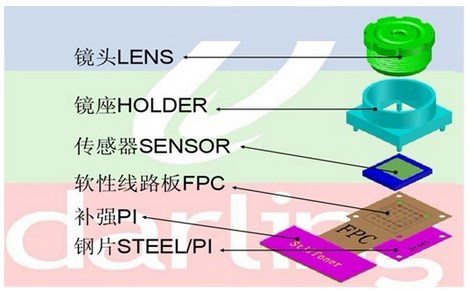 镜头LENS
镜座HOLDER
传感器SENSOR
软性线路板FPC
补强PI
钢片STEEL/PI
FPC
Stiffener
Steel
darling